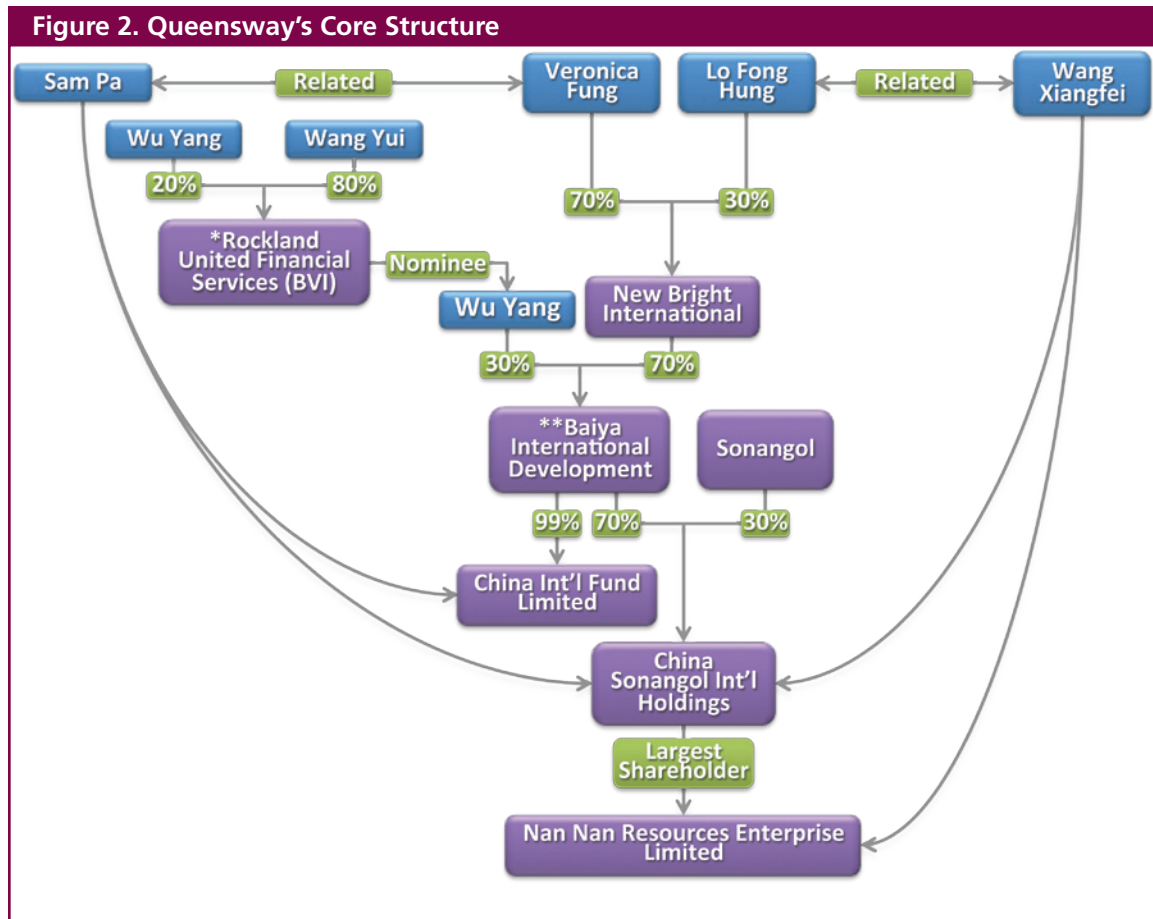 Figure 2. Queensway's Core Structure
Sam Pa
Related
Veronica
Fung
Lo Fong
Hung
Related
Wang
Xiangfei
Wu Yang
Wang Yui
20%
80%
70%
30%
*Rockland
United Financial
Services (BVI)
Nominee
Wu Yang
New Bright
International
30%
70%
**Baiya
International
Development
Sonangol
99%
70%
30%
China Int'l Fund
Limited
China
Sonangol Int'l
Holdings
Largest
Shareholder
Nan Nan Resources Enterprise
Limited